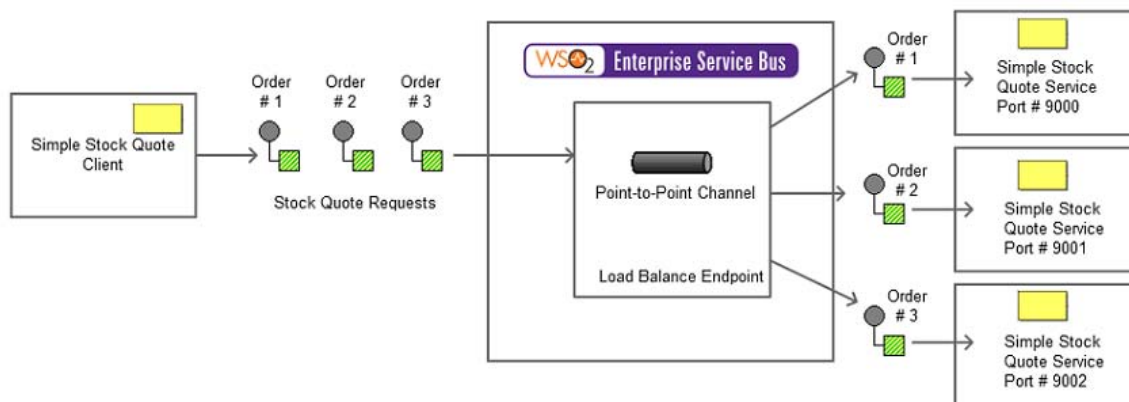 Simple Stock Quote
Client
Order
# 1
Order
# 2
Order
# 3
Stock Quote Requests
WSO2 Enterprise Service Bus
Point-to-Point Channel
Load Balance Endpoint
Order
# 1
Simple Stock
Quote Service
Port # 9000
Order
# 2
Simple Stock
Quote Service
Port # 9001
Order
# 3
Simple Stock
Quote Service
Port # 9002